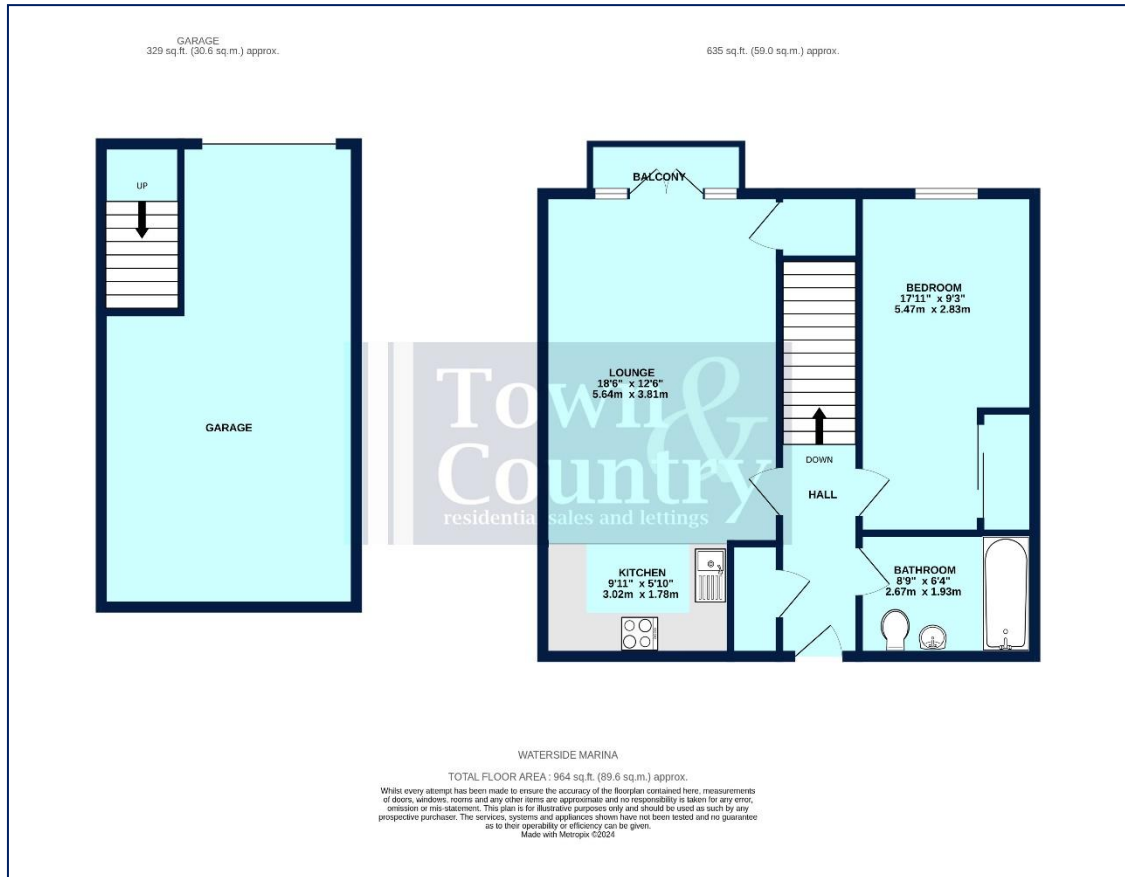 GARAGE
329 sq.ft. (30.6 sq.m.) approx.
635 sq.ft. (59.0 sq.m.) approx.
UP
GARAGE
BALCONY
BEDROOM
17'11" x 9'3"
5.47m x 2.83m
LOUNGE
18'6" x 12'6"
5.64m x 3.81m
Town &
Country
residential sales and lettings
DOWN
HALL
KITCHEN
9'11" x 5'10"
3.02m x 1.78m
BATHROOM
8'9" x 6'4"
2.67m x 1.93m
WATERSIDE MARINA
TOTAL FLOOR AREA : 964 sq.ft. (89.6 sq.m.) approx.
Whilst every attempt has been made to ensure the accuracy of the floorplan contained here, measurements
of doors, windows, rooms and any other items are approximate and no responsibility is taken for any error,
omission or mis-statement. This plan is for illustrative purposes only and should be used as such by any
prospective purchaser. The services, systems and appliances shown have not been tested and no guarantee
as to their operability or efficiency can be given.
Made with Metropix ©2024